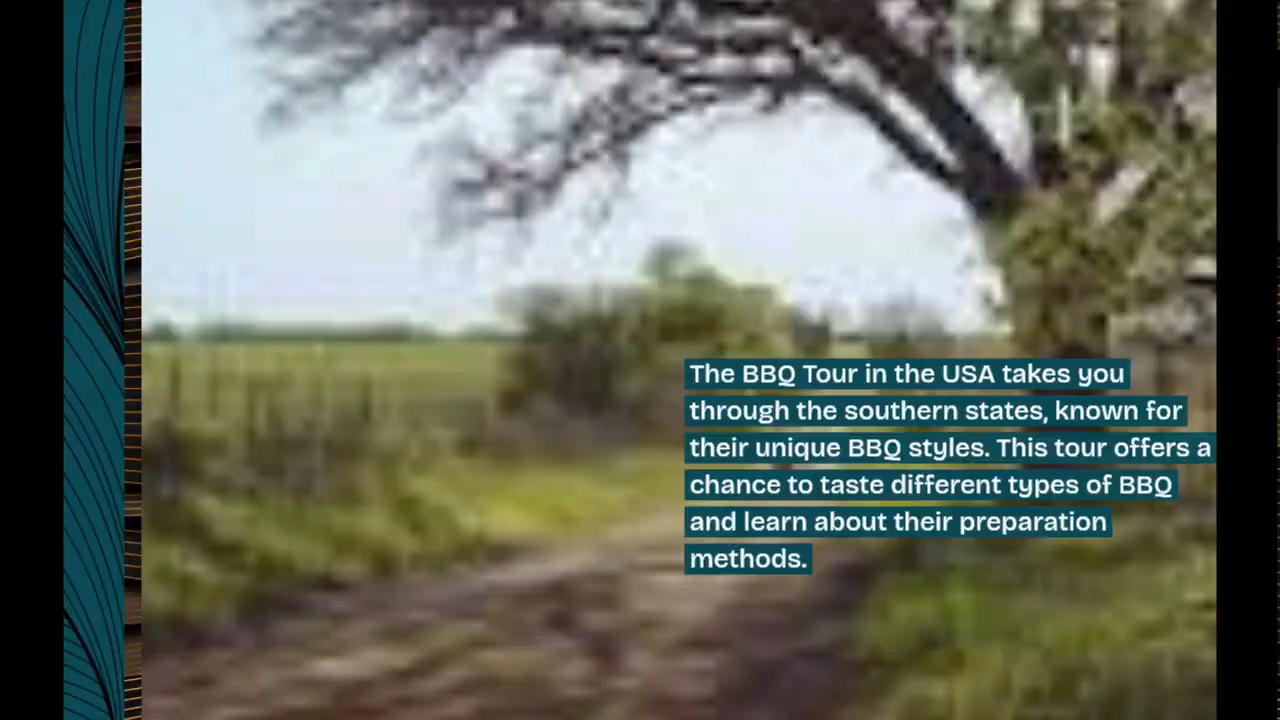 The BBQ Tour in the USA takes you
through the southern states, known for
their unique BBQ styles. This tour offers a
chance to taste different types of BBQ
and learn about their preparation
methods.